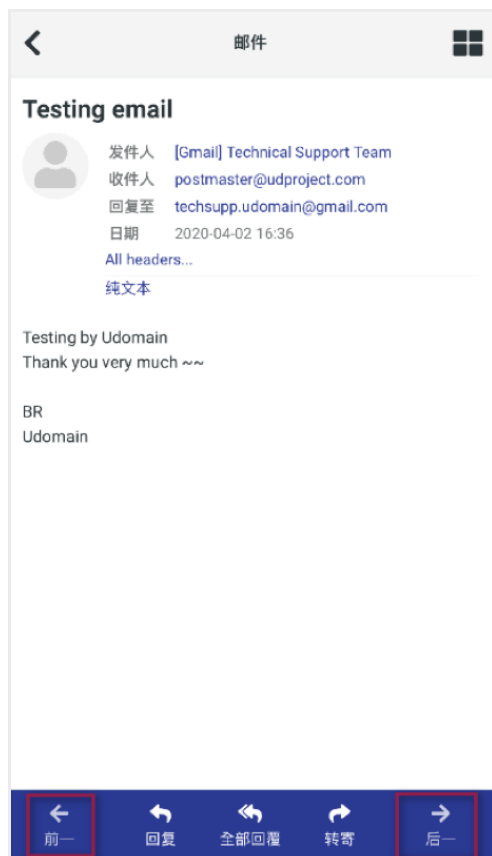 邮件
Testing email
发件人 [Gmail] Technical Support Team
收件人 postmaster@udproject.com
回复至 techsupp.udomain@gmail.com
日期 2020-04-02 16:36
All headers...
纯文本
Testing by Udomain
Thank you very much ~~
BR
Udomain
前一 回复 全部回覆 转寄 后一